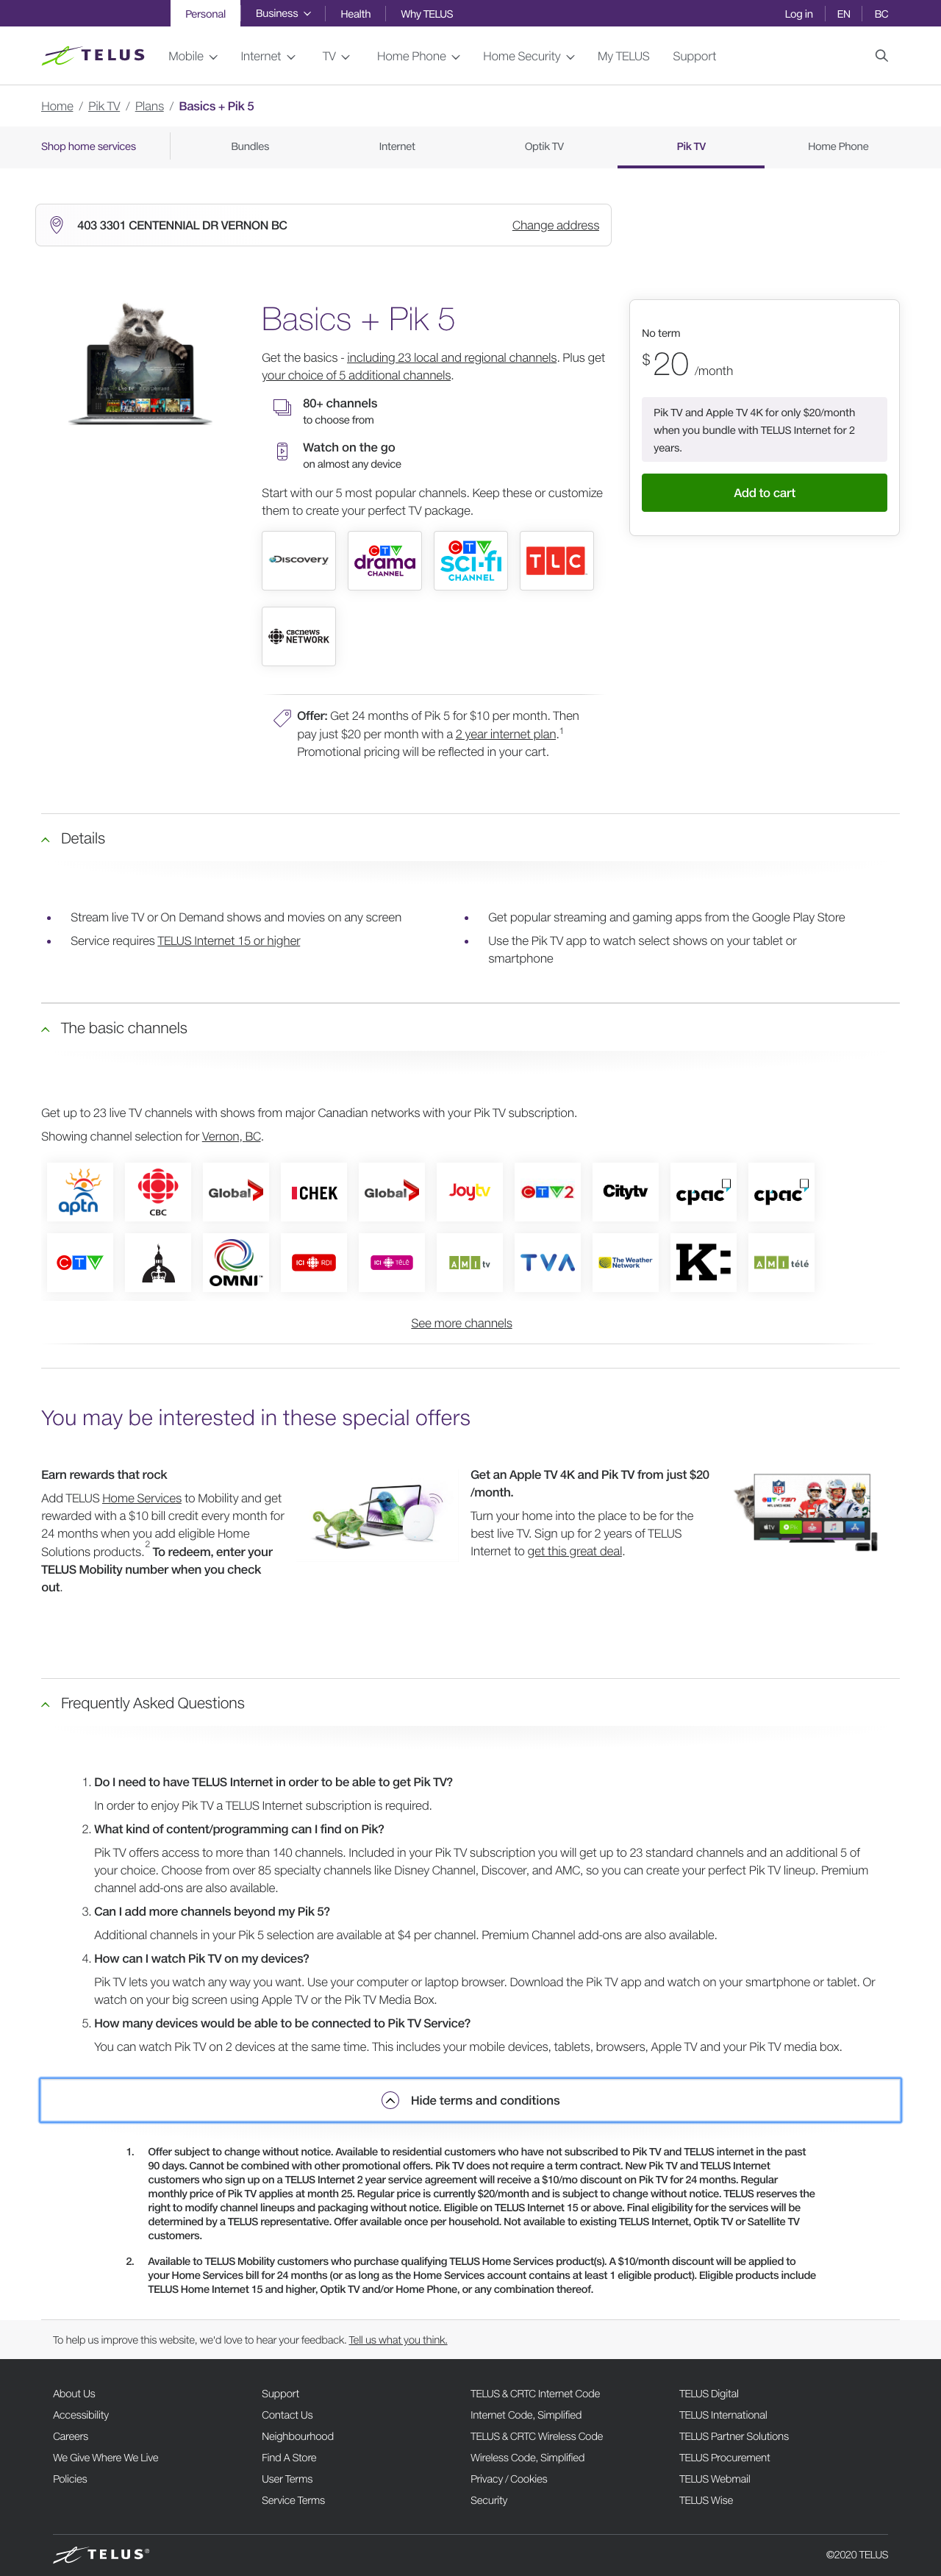 Personal
Business
Health
Why TELUS
Log in
EN
BC
TELUS
Mobile
Internet
TV
Home Phone
Home Security
My TELUS
Support
Home / Pik TV / Plans / Basics + Pik 5
Shop home services
Bundles
Internet
Optik TV
Pik TV
Home Phone
403 3301 CENTENNIAL DR VERNON BC
Change address
Basics + Pik 5
Get the basics - including 23 local and regional channels. Plus get
your choice of 5 additional channels.
80+ channels
to choose from
Watch on the go
on almost any device
Start with our 5 most popular channels. Keep these or customize
them to create your perfect TV package.
Discovery
CTV
drama
CHANNEL
CTV
SCI-FI
CHANNEL
TLC
CBCNEWS
NETWORK
Offer: Get 24 months of Pik 5 for $10 per month. Then
pay just $20 per month with a 2 year internet plan.1
Promotional pricing will be reflected in your cart.
No term
$ 20 /month
Pik TV and Apple TV 4K for only $20/month
when you bundle with TELUS Internet for 2
years.
Add to cart
Details
Stream live TV or On Demand shows and movies on any screen
Service requires TELUS Internet 15 or higher
Get popular streaming and gaming apps from the Google Play Store
Use the Pik TV app to watch select shows on your tablet or
smartphone
The basic channels
Get up to 23 live TV channels with shows from major Canadian networks with your Pik TV subscription.
Showing channel selection for Vernon, BC.
aptn
CBC
Global
CHEK
Global
Joytv
CTV2
Citytv
cpac
cpac
CTV
OMNI
ICI RDI
ICI TÉLÉ
AMI tv
TVA
The Weather
Network
K:
AMI télé
See more channels
You may be interested in these special offers
Earn rewards that rock
Add TELUS Home Services to Mobility and get
rewarded with a $10 bill credit every month for
24 months when you add eligible Home
Solutions products.2 To redeem, enter your
TELUS Mobility number when you check
out.
Get an Apple TV 4K and Pik TV from just $20
/month.
Turn your home into the place to be for the
best live TV. Sign up for 2 years of TELUS
Internet to get this great deal.
Frequently Asked Questions
1. Do I need to have TELUS Internet in order to be able to get Pik TV?
In order to enjoy Pik TV a TELUS Internet subscription is required.
2. What kind of content/programming can I find on Pik?
Pik TV offers access to more than 140 channels. Included in your Pik TV subscription you will get up to 23 standard channels and an additional 5 of
your choice. Choose from over 85 specialty channels like Disney Channel, Discover, and AMC, so you can create your perfect Pik TV lineup. Premium
channel add-ons are also available.
3. Can I add more channels beyond my Pik 5?
Additional channels in your Pik 5 selection are available at $4 per channel. Premium Channel add-ons are also available.
4. How can I watch Pik TV on my devices?
Pik TV lets you watch any way you want. Use your computer or laptop browser. Download the Pik TV app and watch on your smartphone or tablet. Or
watch on your big screen using Apple TV or the Pik TV Media Box.
5. How many devices would be able to be connected to Pik TV Service?
You can watch Pik TV on 2 devices at the same time. This includes your mobile devices, tablets, browsers, Apple TV and your Pik TV media box.
Hide terms and conditions
1. Offer subject to change without notice. Available to residential customers who have not subscribed to Pik TV and TELUS internet in the past
90 days. Cannot be combined with other promotional offers. Pik TV does not require a term contract. New Pik TV and TELUS Internet
customers who sign up on a TELUS Internet 2 year service agreement will receive a $10/mo discount on Pik TV for 24 months. Regular
monthly price of Pik TV applies at month 25. Regular price is currently $20/month and is subject to change without notice. TELUS reserves the
right to modify channel lineups and packaging without notice. Eligible on TELUS Internet 15 or above. Final eligibility for the services will be
determined by a TELUS representative. Offer available once per household. Not available to existing TELUS Internet, Optik TV or Satellite TV
customers.
2. Available to TELUS Mobility customers who purchase qualifying TELUS Home Services product(s). A $10/month discount will be applied to
your Home Services bill for 24 months (or as long as the Home Services account contains at least 1 eligible product). Eligible products include
TELUS Home Internet 15 and higher, Optik TV and/or Home Phone, or any combination thereof.
To help us improve this website, we'd love to hear your feedback. Tell us what you think.
About Us
Accessibility
Careers
We Give Where We Live
Policies
Support
Contact Us
Neighbourhood
Find A Store
User Terms
Service Terms
TELUS & CRTC Internet Code
Internet Code, Simplified
TELUS & CRTC Wireless Code
Wireless Code, Simplified
Privacy / Cookies
Security
TELUS Digital
TELUS International
TELUS Partner Solutions
TELUS Procurement
TELUS Webmail
TELUS Wise
TELUS®
©2020 TELUS